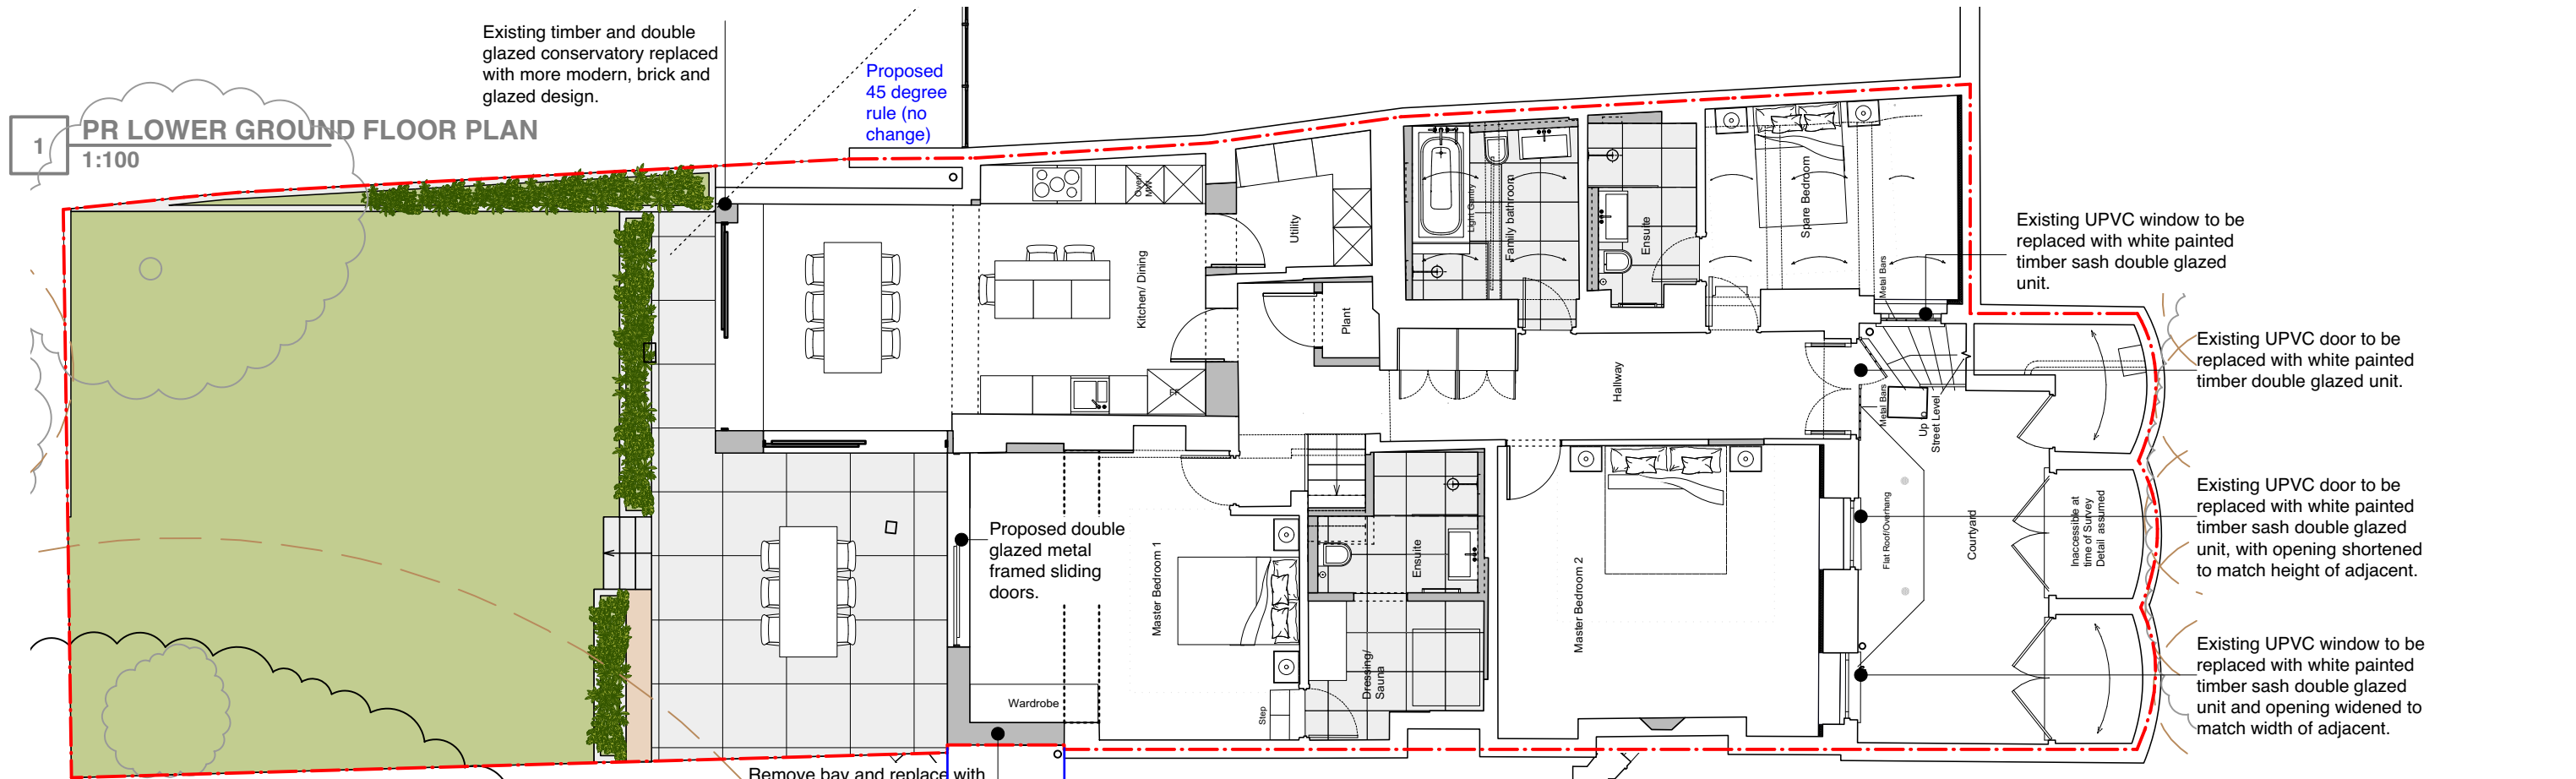 Existing timber and double
glazed conservatory replaced
with more modern, brick and
glazed design.
Proposed
45 degree
rule (no
change)
1
PR LOWER GROUND FLOOR PLAN
1:100
Oven/
MW
Kitchen/ Dining
Utility
Plant
FF
Light Gantry
Family bathroom
Ensuite
Spare Bedroom
Metal Bars
Hallway
Metal Bars
Up
Street Level
Existing UPVC window to be
replaced with white painted
timber sash double glazed
unit.
Existing UPVC door to be
replaced with white painted
timber double glazed unit.
Existing UPVC door to be
replaced with white painted
timber sash double glazed
unit, with opening shortened
to match height of adjacent.
Existing UPVC window to be
replaced with white painted
timber sash double glazed
unit and opening widened to
match width of adjacent.
Proposed double
glazed metal
framed sliding
doors.
Master Bedroom 1
Wardrobe
Step
Ensuite
Dressing/
Sauna
Master Bedroom 2
Flat Roof/Overhang
Courtyard
Inaccessible at
time of Survey
Detail assumed
Remove bay and replace with